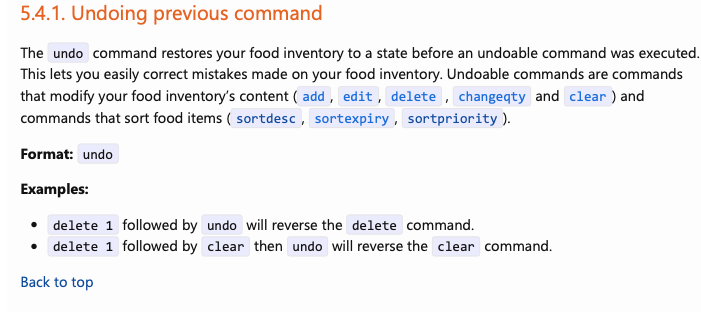 5.4.1. Undoing previous command
The undo command restores your food inventory to a state before an undoable command was executed.
This lets you easily correct mistakes made on your food inventory. Undoable commands are commands
that modify your food inventory’s content ( add , edit , delete , changeqty and clear ) and
commands that sort food items ( sortdesc , sortexpiry , sortpriority ).
Format: undo
Examples:
• delete 1 followed by undo will reverse the delete command.
• delete 1 followed by clear then undo will reverse the clear command.
Back to top